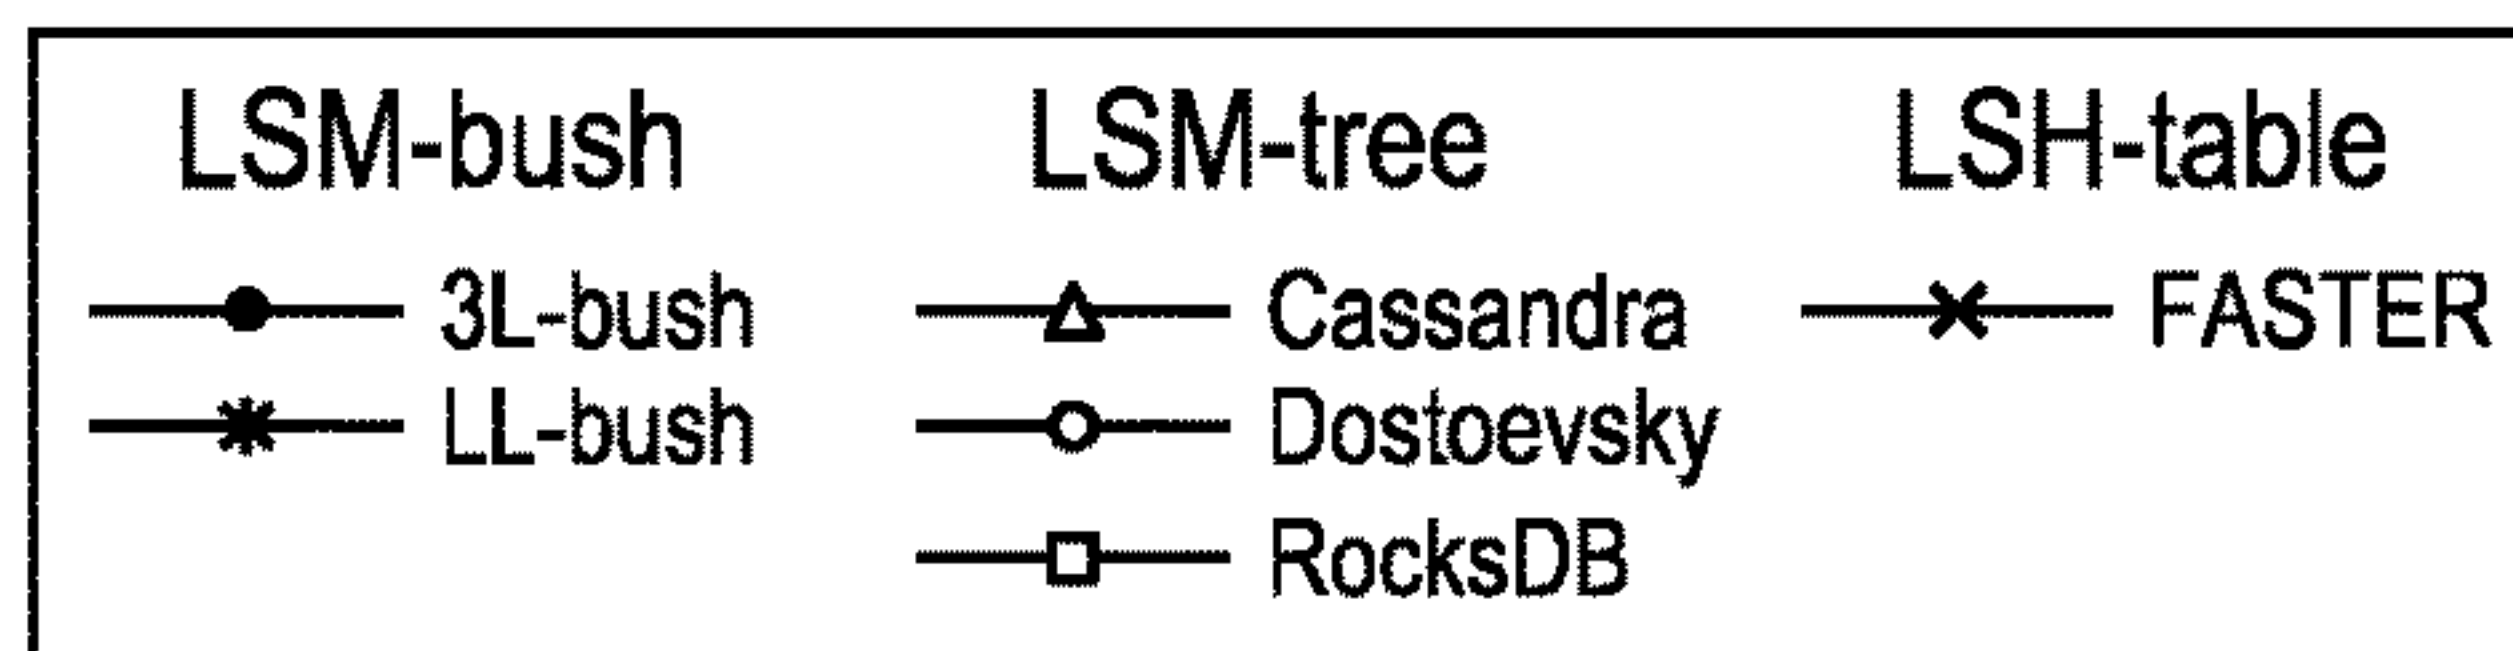 LSM-bush LSM-tree LSH-table
3L-bush Cassandra FASTER
LL-bush Dostoevsky
RocksDB